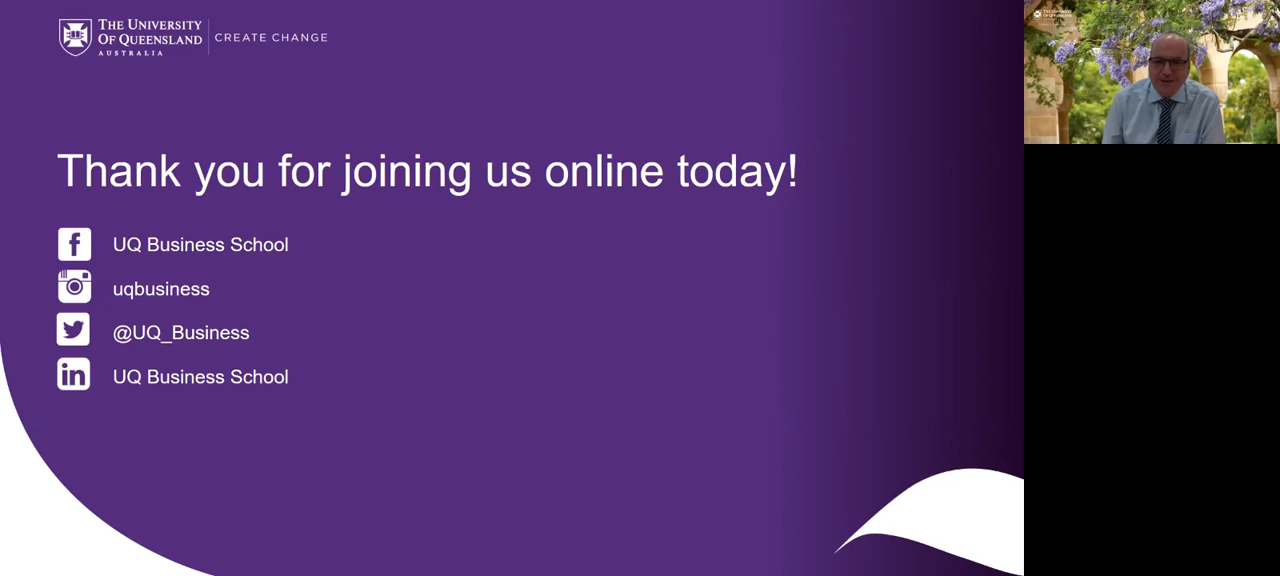 THE UNIVERSITY
OF QUEENSLAND
AUSTRALIA
CREATE CHANGE
Thank you for joining us online today!
UQ Business School
uqbusiness
@UQ_Business
UQ Business School